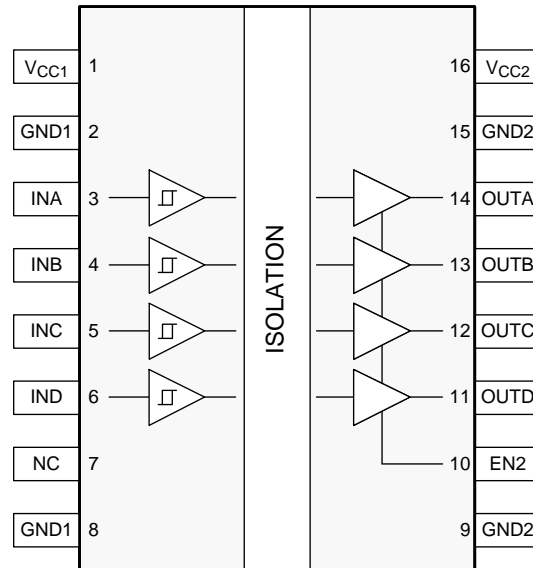 VCC1 1 16 VCC2
GND1 2 15 GND2
INA 3 14 OUTA
INB 4 13 OUTB
INC 5 12 OUTC
IND 6 11 OUTD
NC 7 10 EN2
GND1 8 9 GND2
ISOLATION